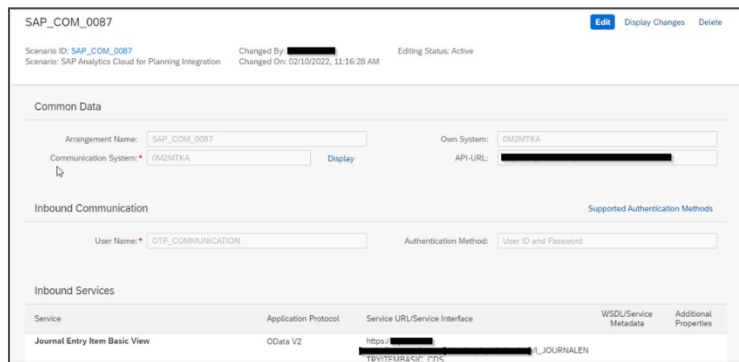 SAP_COM_0087 Edit Display Changes Delete
Scenario ID: SAP_COM_0087 Changed By: Editing Status: Active
Scenario: SAP Analytics Cloud for Planning Integration Changed On: 02/10/2022, 11:16:28 AM
Common Data
Arrangement Name: SAP_COM_0087 Own System: 0M2MTKA
Communication System: * 0M2MTKA Display API-URL:
Inbound Communication Supported Authentication Methods
User Name: * OTP_COMMUNICATION Authentication Method: User ID and Password
Inbound Services
Service Application Protocol Service URL/Service Interface WSDL/Service Metadata Additional Properties
Journal Entry Item Basic View OData V2 https:/
/I_JOURNALEN
TRYITEMBASIC_CDS